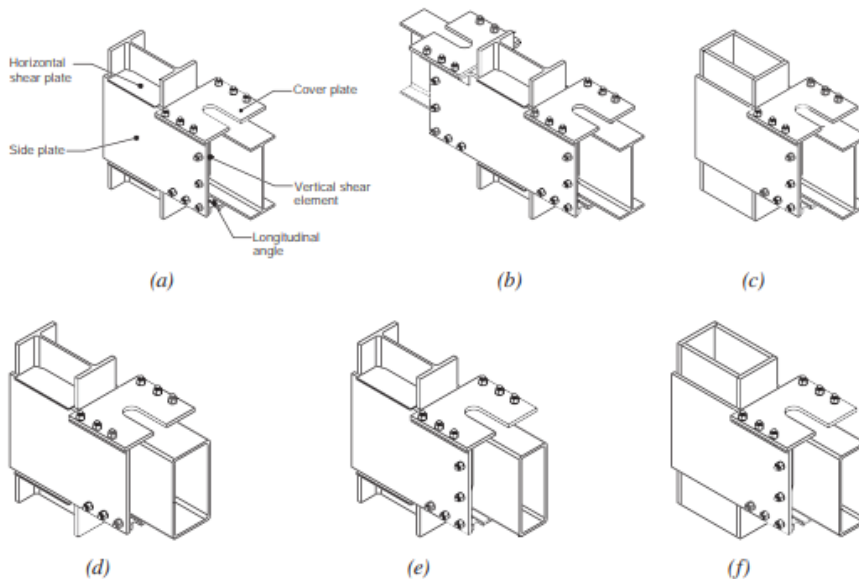 Horizontal
shear plate
Cover plate
Side plate
Vertical shear
element
Longitudinal
angle
(a)
(b)
(c)
(d)
(e)
(f)